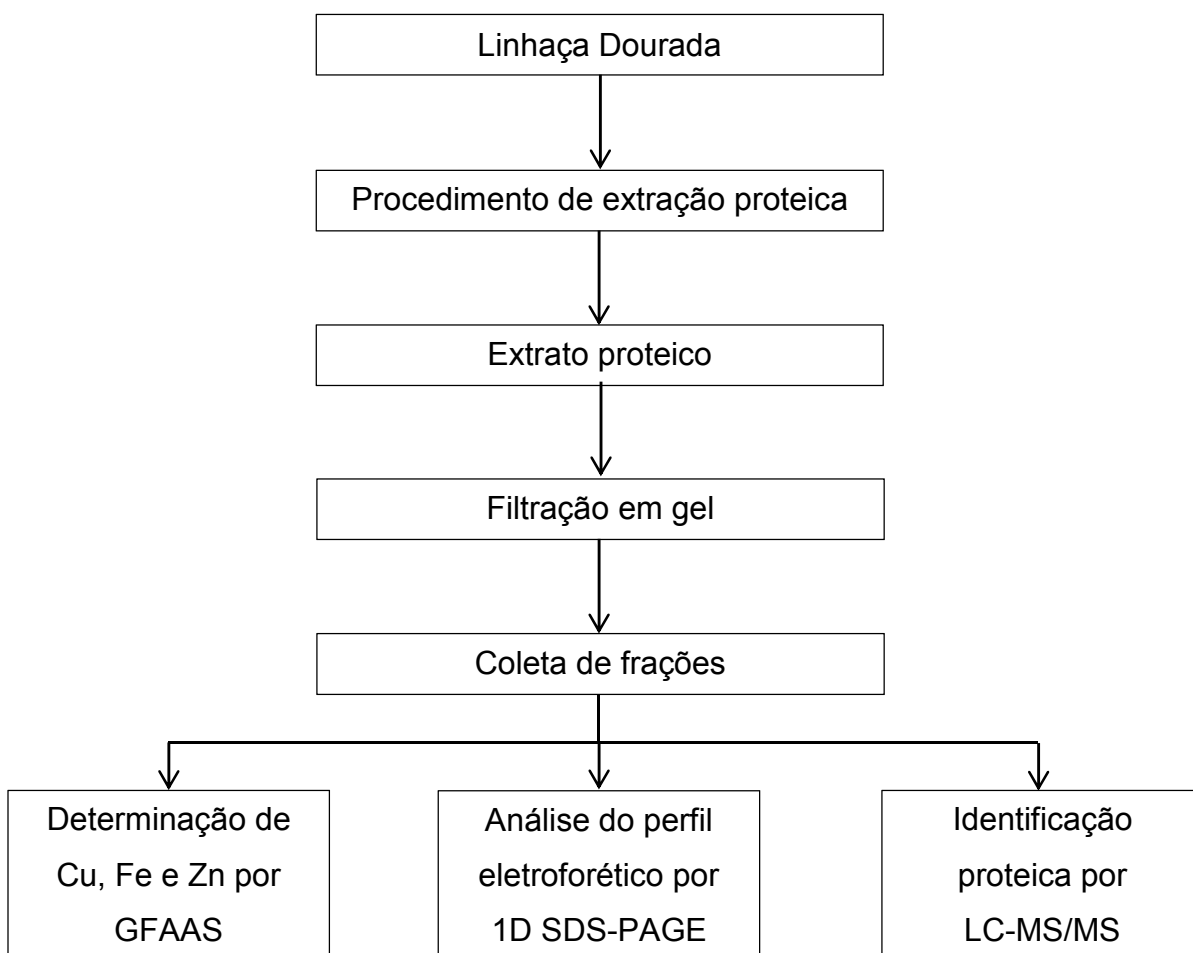 Linhaça Dourada
Procedimento de extração proteica
Extrato proteico
Filtração em gel
Coleta de frações
Determinação de
Cu, Fe e Zn por
GFAAS
Análise do perfil
eletroforético por
1D SDS-PAGE
Identificação
proteica por
LC-MS/MS